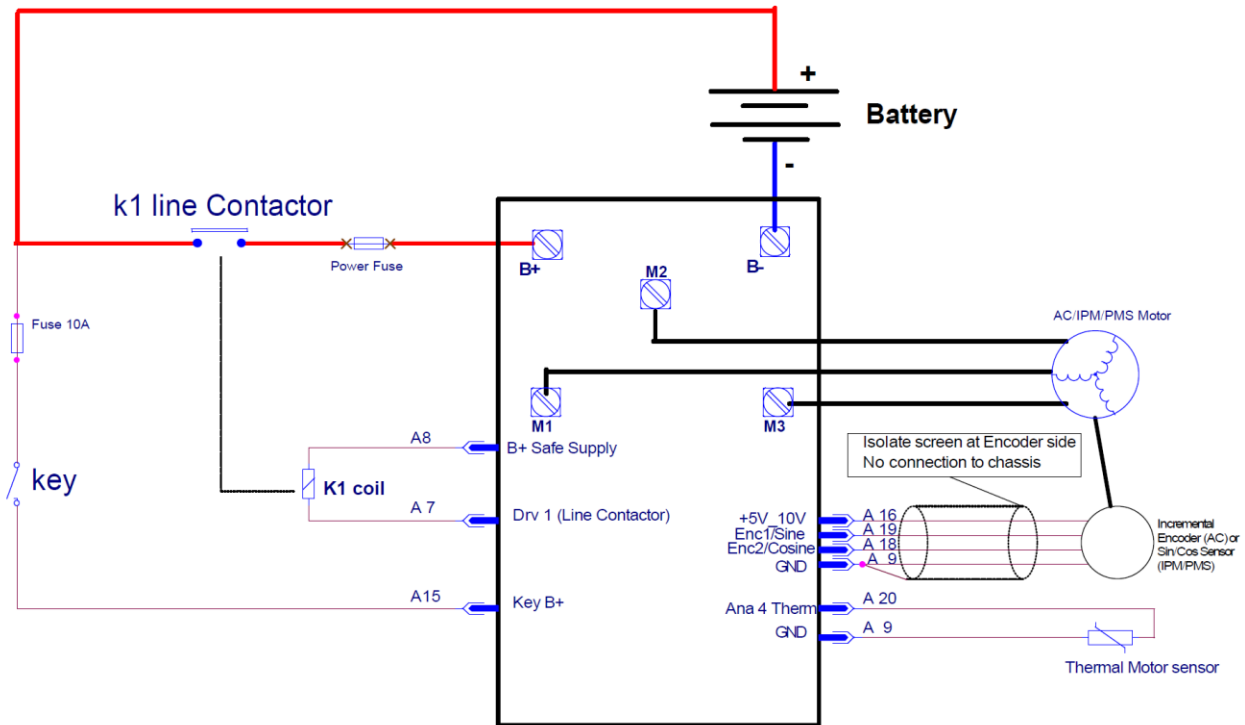 +
Battery
-
k1 line Contactor
Power Fuse
B+
B-
M2
Fuse 10A
AC/IPM/PMS Motor
M1
M3
Isolate screen at Encoder side
No connection to chassis
A8
B+ Safe Supply
key
K1 coil
A 7
Drv 1 (Line Contactor)
+5V_10V
A 16
Enc1/Sine
A 19
Enc2/Cosine
A 18
GND
A 9
Incremental
Encoder (AC) or
Sin/Cos Sensor
(IPM/PMS)
A15
Key B+
Ana 4 Therm
A 20
GND
A 9
Thermal Motor sensor